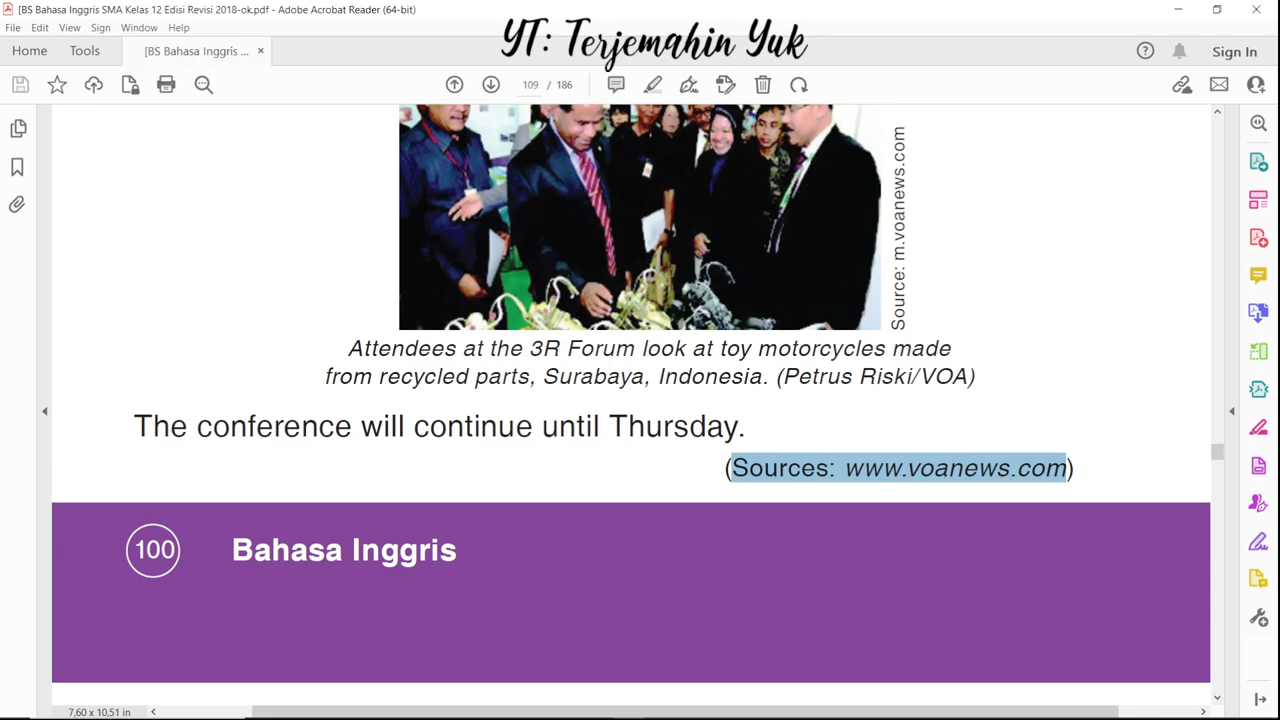 [BS Bahasa Inggris SMA Kelas 12 Edisi Revisi 2018-ok.pdf - Adobe Acrobat Reader (64-bit)
YT: Terjemahin Yuk
File Edit View Sign Window Help
Home Tools [BS Bahasa Inggris ... × Sign In
109 / 186
Source: m.voanews.com
Attendees at the 3R Forum look at toy motorcycles made
from recycled parts, Surabaya, Indonesia. (Petrus Riski/VOA)
The conference will continue until Thursday.
(Sources: www.voanews.com)
100 Bahasa Inggris
7,60 x 10,51 in